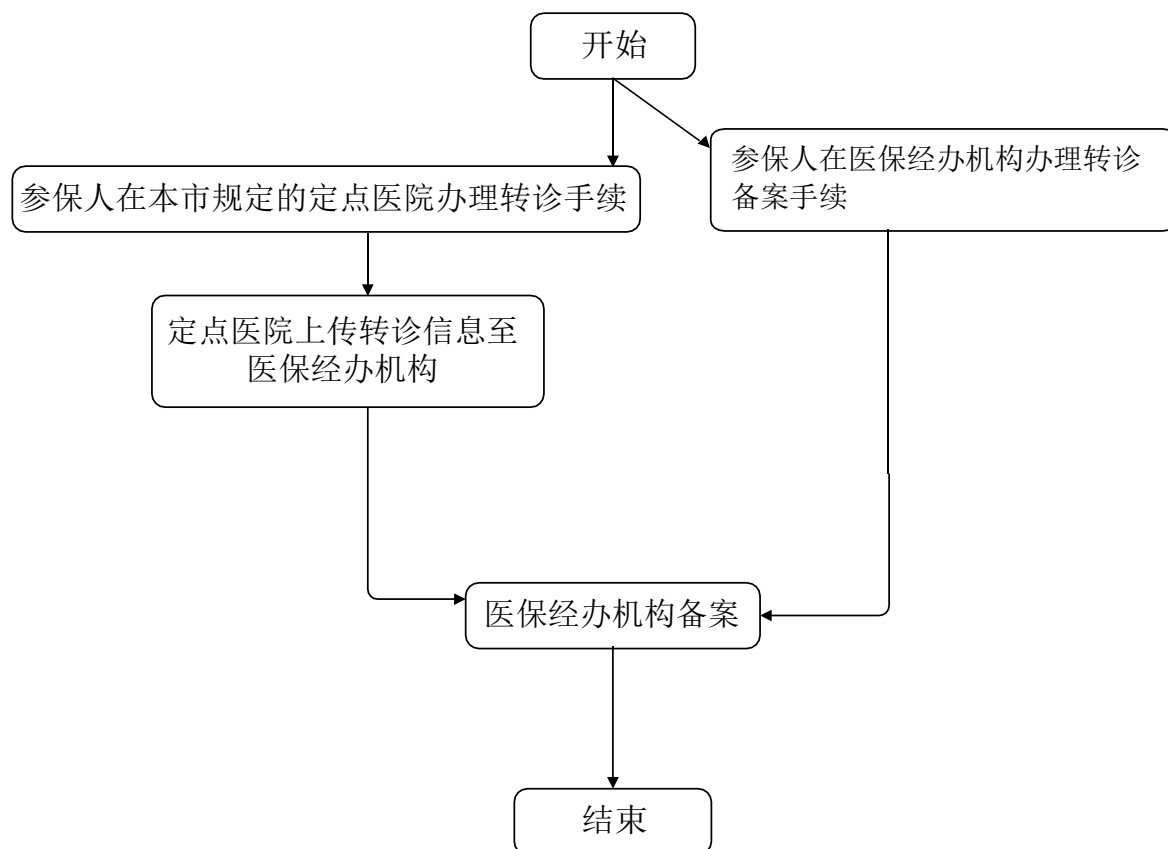 开始
参保人在本市规定的定点医院办理转诊手续
参保人在医保经办机构办理转诊
备案手续
定点医院上传转诊信息至
医保经办机构
医保经办机构备案
结束